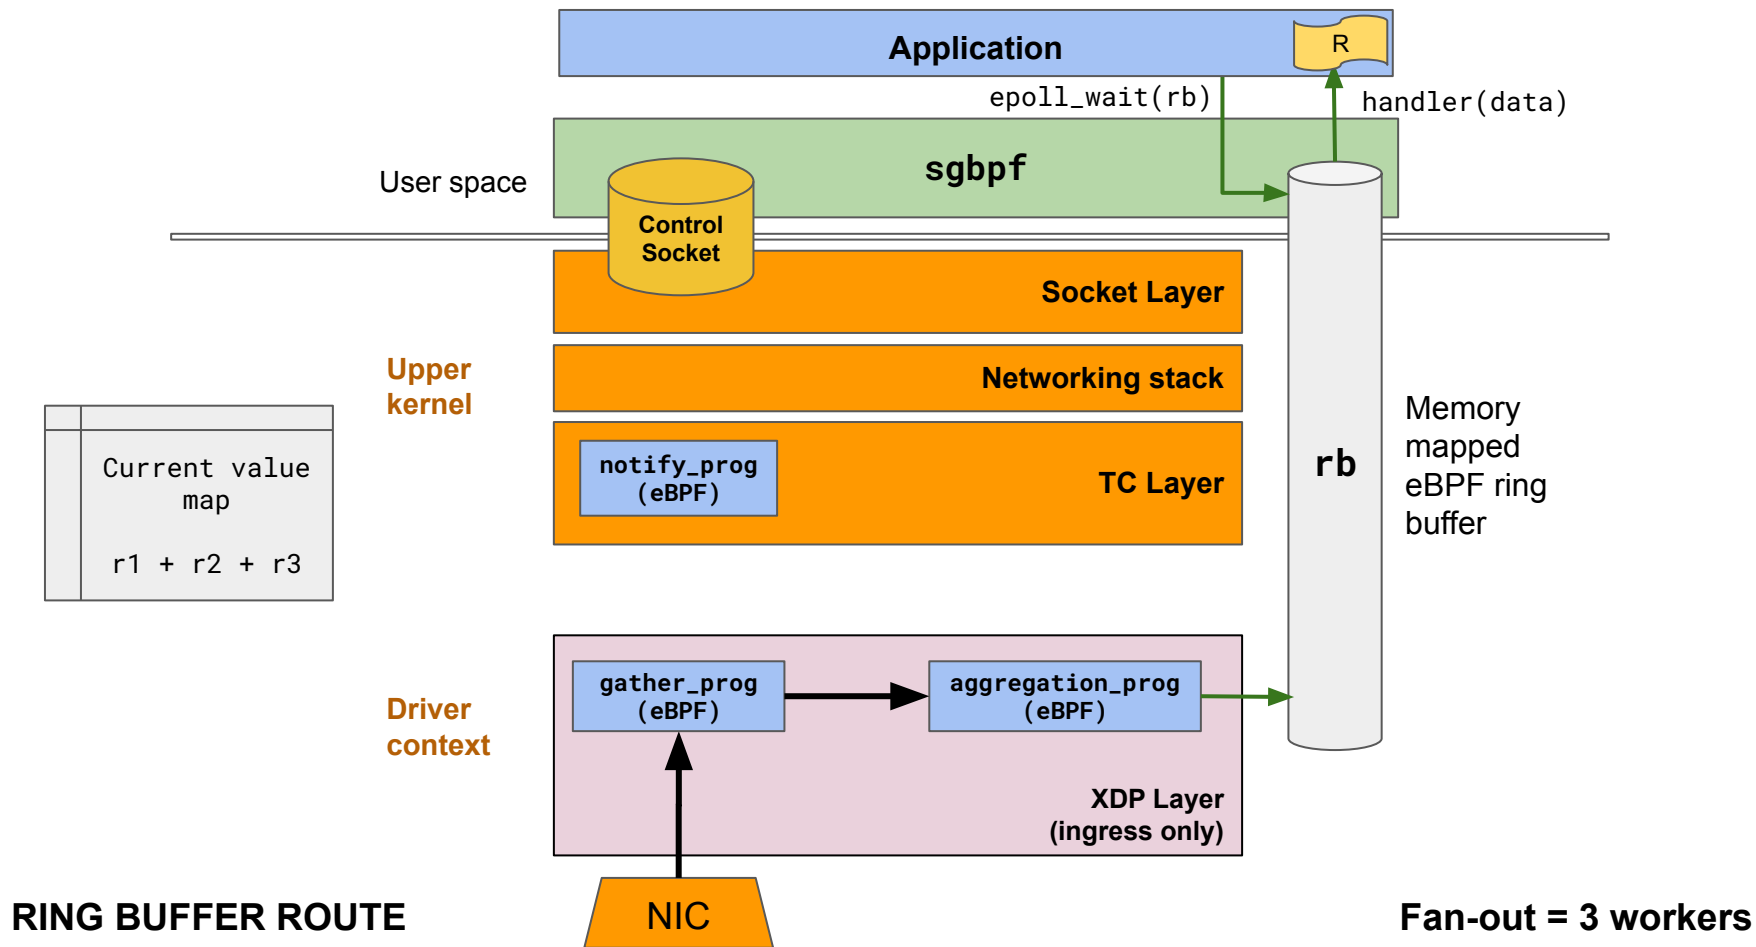 Application
R
epoll_wait(rb)
handler(data)
sgbpf
User space
Control
Socket
Socket Layer
Upper
kernel
Networking stack
Current value
map
r1 + r2 + r3
notify_prog
(eBPF)
TC Layer
rb
Memory
mapped
eBPF ring
buffer
Driver
context
gather_prog
(eBPF)
aggregation_prog
(eBPF)
XDP Layer
(ingress only)
RING BUFFER ROUTE
NIC
Fan-out = 3 workers